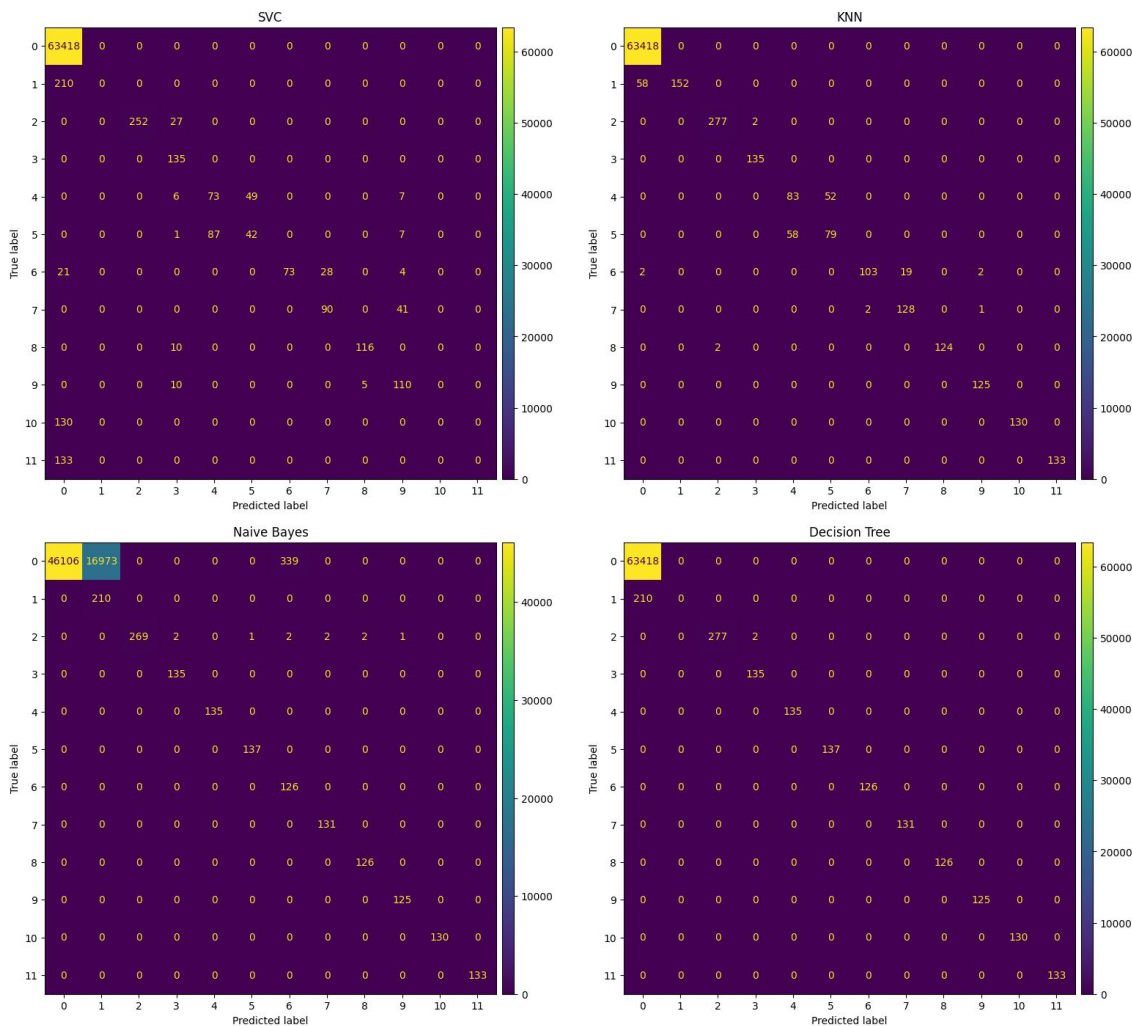 SVC
True label
0 63418 0 0 0 0 0 0 0 0 0 0 0
1 210 0 0 0 0 0 0 0 0 0 0 0
2 0 0 252 27 0 0 0 0 0 0 0 0
3 0 0 0 135 0 0 0 0 0 0 0 0
4 0 0 0 6 73 49 0 0 0 7 0 0
5 0 0 0 1 87 42 0 0 0 7 0 0
6 21 0 0 0 0 0 73 28 0 4 0 0
7 0 0 0 0 0 0 0 90 0 41 0 0
8 0 0 0 10 0 0 0 0 116 0 0 0
9 0 0 0 10 0 0 0 0 5 110 0 0
10 130 0 0 0 0 0 0 0 0 0 0 0
11 133 0 0 0 0 0 0 0 0 0 0 0
0 1 2 3 4 5 6 7 8 9 10 11
Predicted label
60000
50000
40000
30000
20000
10000
0
KNN
True label
0 63418 0 0 0 0 0 0 0 0 0 0 0
1 58 152 0 0 0 0 0 0 0 0 0 0
2 0 0 277 2 0 0 0 0 0 0 0 0
3 0 0 0 135 0 0 0 0 0 0 0 0
4 0 0 0 0 83 52 0 0 0 0 0 0
5 0 0 0 0 58 79 0 0 0 0 0 0
6 2 0 0 0 0 0 103 19 0 2 0 0
7 0 0 0 0 0 0 2 128 0 1 0 0
8 0 0 2 0 0 0 0 0 124 0 0 0
9 0 0 0 0 0 0 0 0 0 125 0 0
10 0 0 0 0 0 0 0 0 0 0 130 0
11 0 0 0 0 0 0 0 0 0 0 0 133
0 1 2 3 4 5 6 7 8 9 10 11
Predicted label
60000
50000
40000
30000
20000
10000
0
Naive Bayes
True label
0 46106 16973 0 0 0 0 339 0 0 0 0 0
1 0 210 0 0 0 0 0 0 0 0 0 0
2 0 0 269 2 0 1 2 2 2 1 0 0
3 0 0 0 135 0 0 0 0 0 0 0 0
4 0 0 0 0 135 0 0 0 0 0 0 0
5 0 0 0 0 0 137 0 0 0 0 0 0
6 0 0 0 0 0 0 126 0 0 0 0 0
7 0 0 0 0 0 0 0 131 0 0 0 0
8 0 0 0 0 0 0 0 0 126 0 0 0
9 0 0 0 0 0 0 0 0 0 125 0 0
10 0 0 0 0 0 0 0 0 0 0 130 0
11 0 0 0 0 0 0 0 0 0 0 0 133
0 1 2 3 4 5 6 7 8 9 10 11
Predicted label
40000
30000
20000
10000
0
Decision Tree
True label
0 63418 0 0 0 0 0 0 0 0 0 0 0
1 210 0 0 0 0 0 0 0 0 0 0 0
2 0 0 277 2 0 0 0 0 0 0 0 0
3 0 0 0 135 0 0 0 0 0 0 0 0
4 0 0 0 0 135 0 0 0 0 0 0 0
5 0 0 0 0 0 137 0 0 0 0 0 0
6 0 0 0 0 0 0 126 0 0 0 0 0
7 0 0 0 0 0 0 0 131 0 0 0 0
8 0 0 0 0 0 0 0 0 126 0 0 0
9 0 0 0 0 0 0 0 0 0 125 0 0
10 0 0 0 0 0 0 0 0 0 0 130 0
11 0 0 0 0 0 0 0 0 0 0 0 133
0 1 2 3 4 5 6 7 8 9 10 11
Predicted label
60000
50000
40000
30000
20000
10000
0